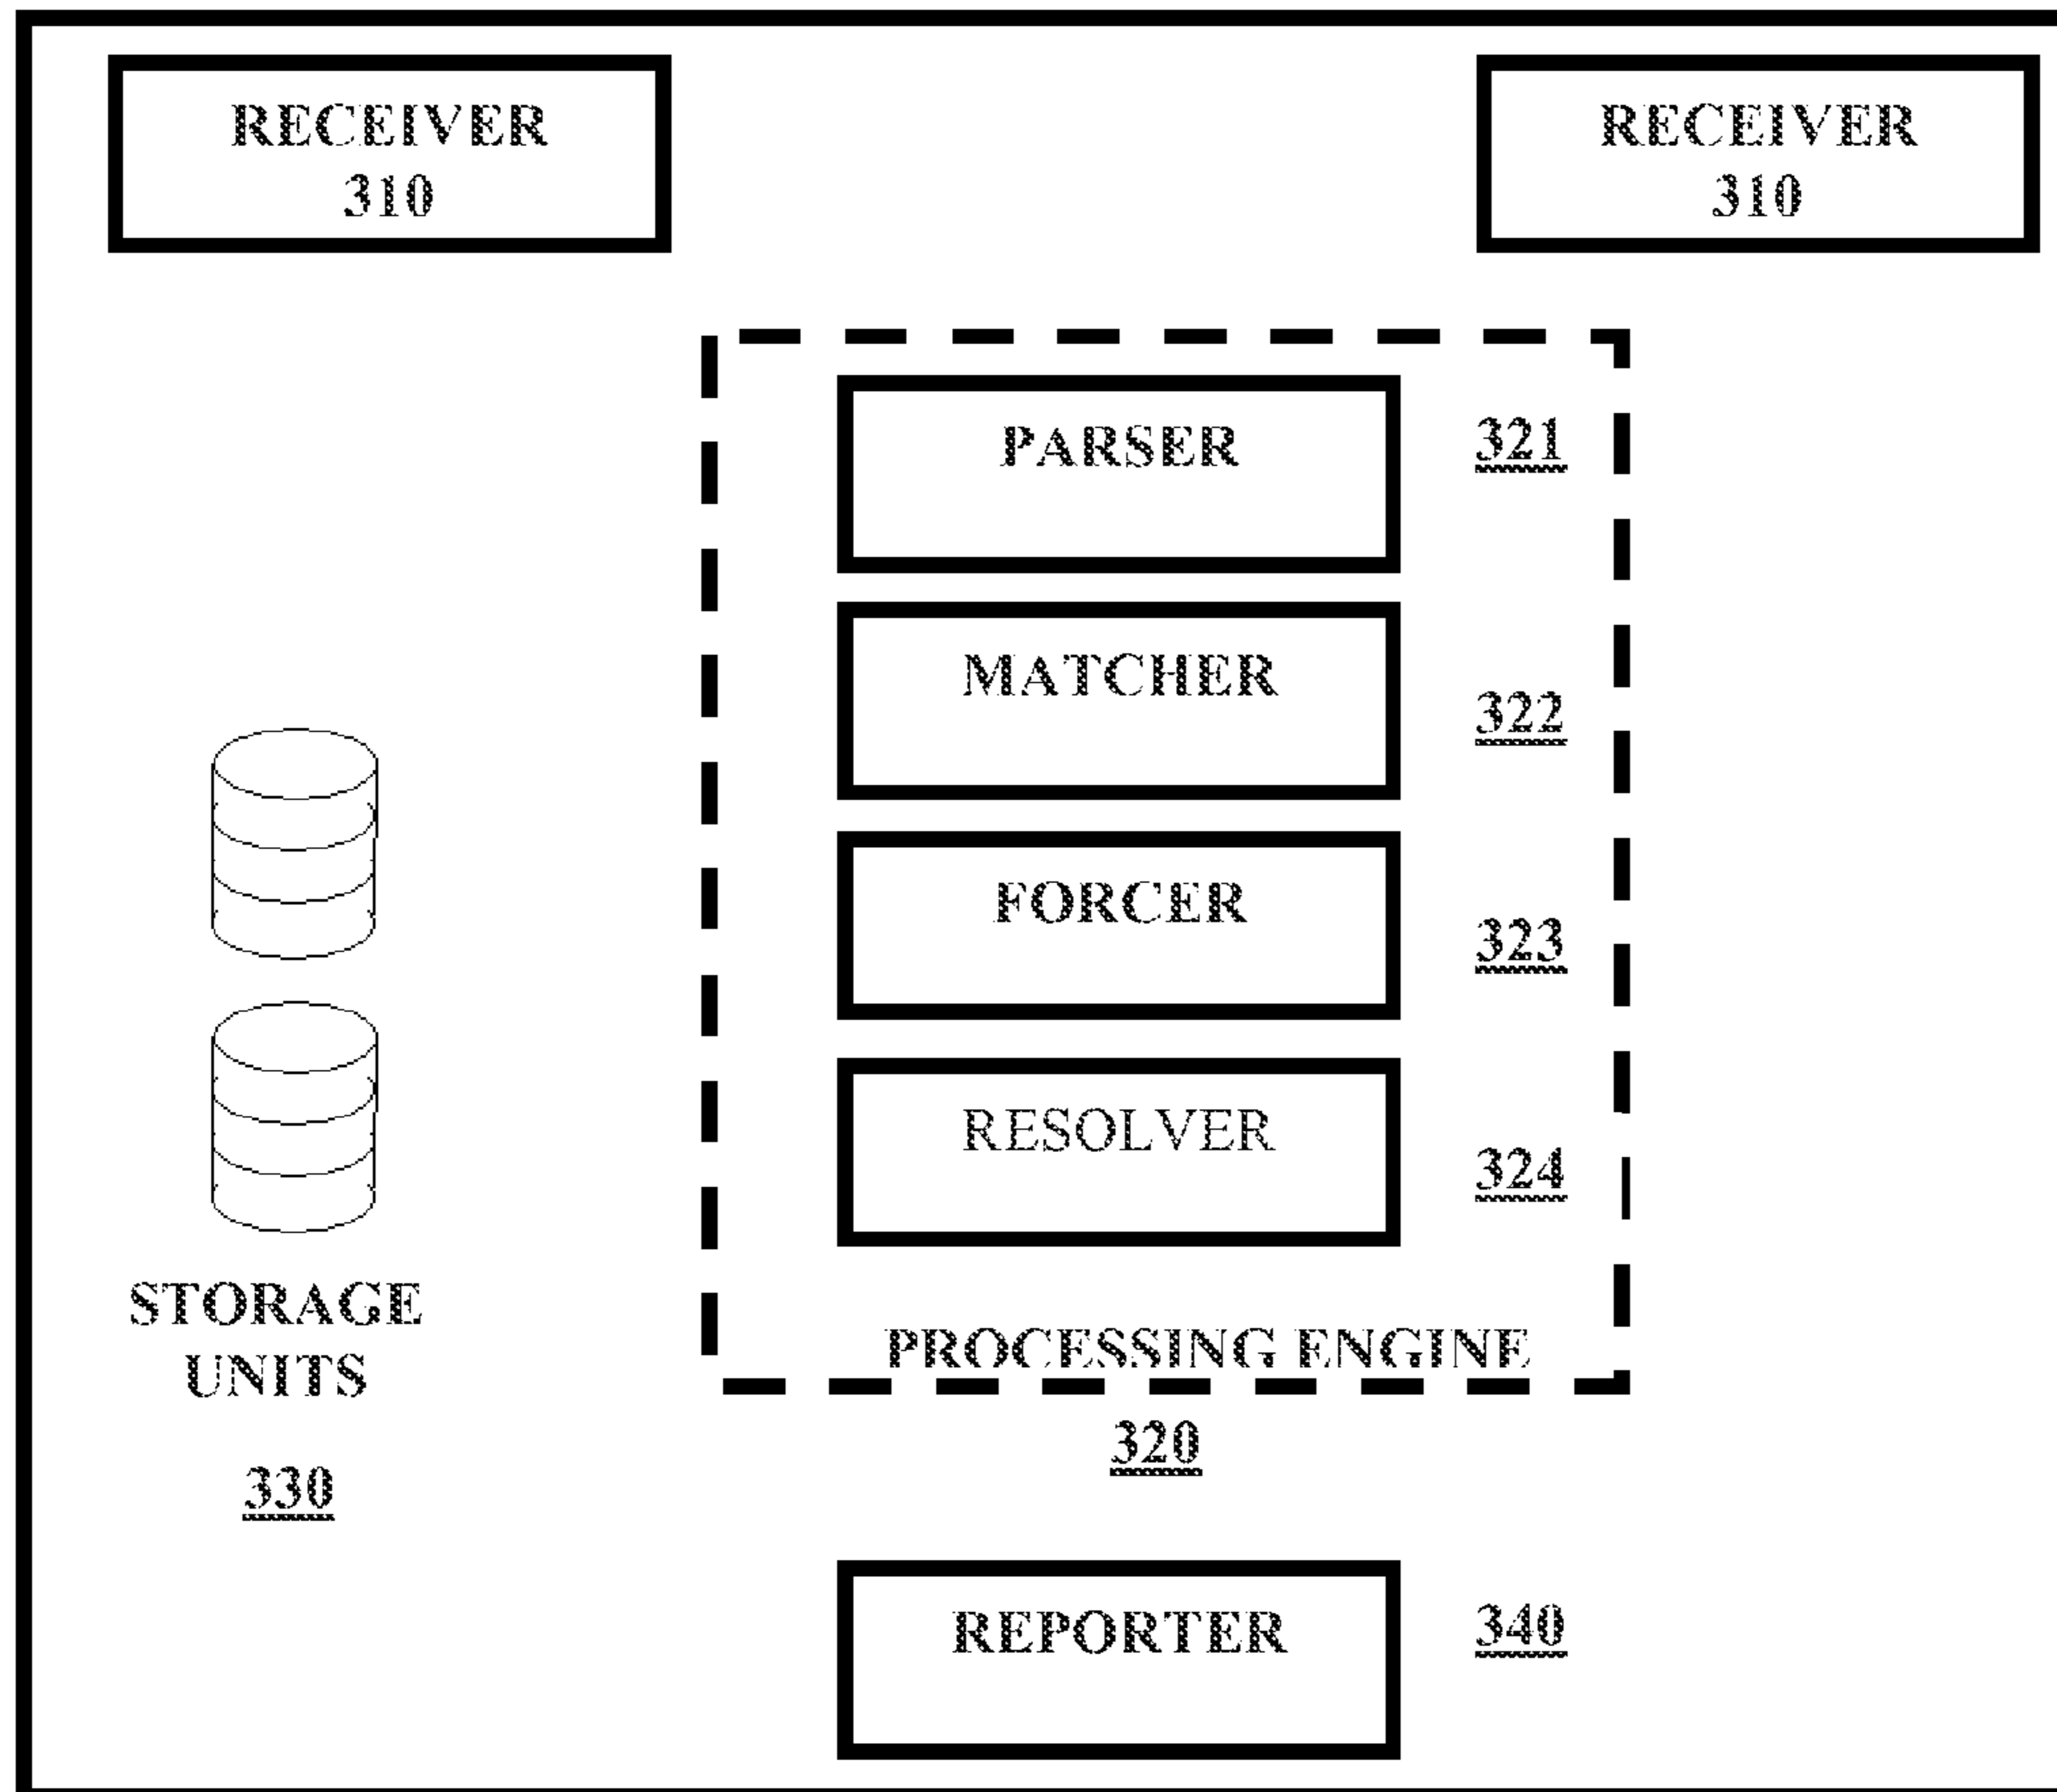 RECEIVER
310
RECEIVER
310
PARSER
321
MATCHER
322
FORCER
323
RESOLVER
324
STORAGE
UNITS
330
PROCESSING ENGINE
320
REPORTER
340